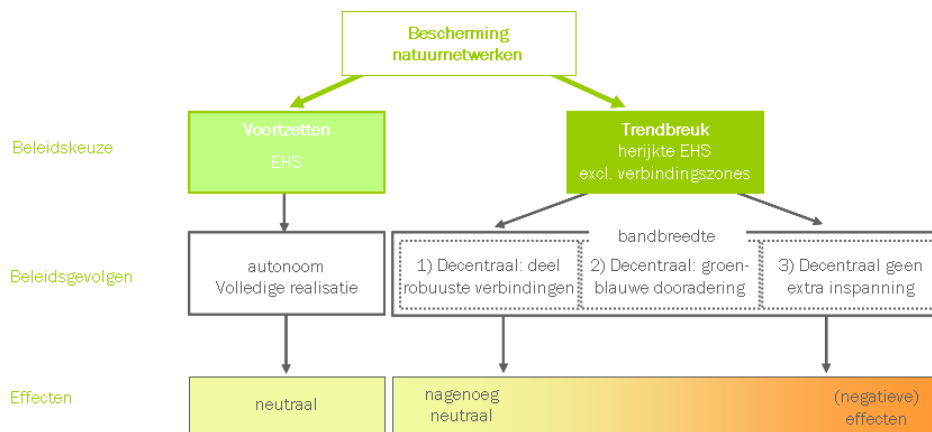 Bescherming
natuurnetwerken
Beleidskeuze
Voortzetten
EHS
Trendbreuk
herijkte EHS
excl. verbindingszones
Beleidsgevolgen
autonoom
Volledige realisatie
bandbreedte
1) Decentraal: deel
robuuste verbindingen
2) Decentraal: groen-
blauwe dooradering
3) Decentraal geen
extra inspanning
Effecten
neutraal
nagenoeg
neutraal
(negatieve)
effecten